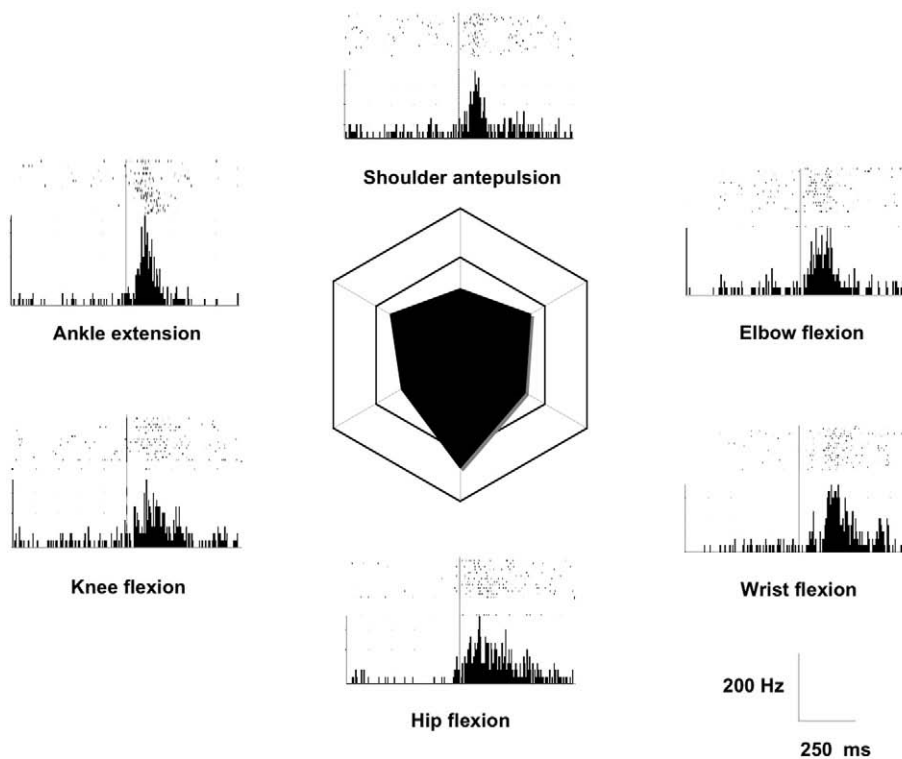 Shoulder antepulsion
Ankle extension
Elbow flexion
Knee flexion
Wrist flexion
Hip flexion
200 Hz
250 ms